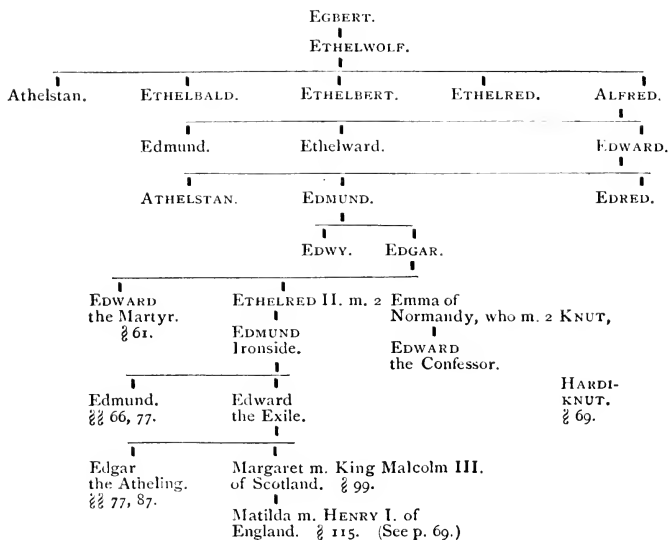 EGBERT.
ETHELWOLF.
Athelstan. ETHELBALD. ETHELBERT. ETHELRED. ALFRED.
Edmund. Ethelward. EDWARD.
ATHELSTAN. EDMUND. EDRED.
EDWY. EDGAR.
EDWARD ETHELRED II. m. 2 Emma of
the Martyr. Normandy, who m. 2 KNUT,
§ 61. EDMUND
Ironside. EDWARD
the Confessor.
HARDI-
Edmund. Edward KNUT.
§§ 66, 77. the Exile. § 69.
Edgar Margaret m. King Malcolm III.
the Atheling. of Scotland. § 99.
§§ 77, 87.
Matilda m. HENRY I. of
England. § 115. (See p. 69.)